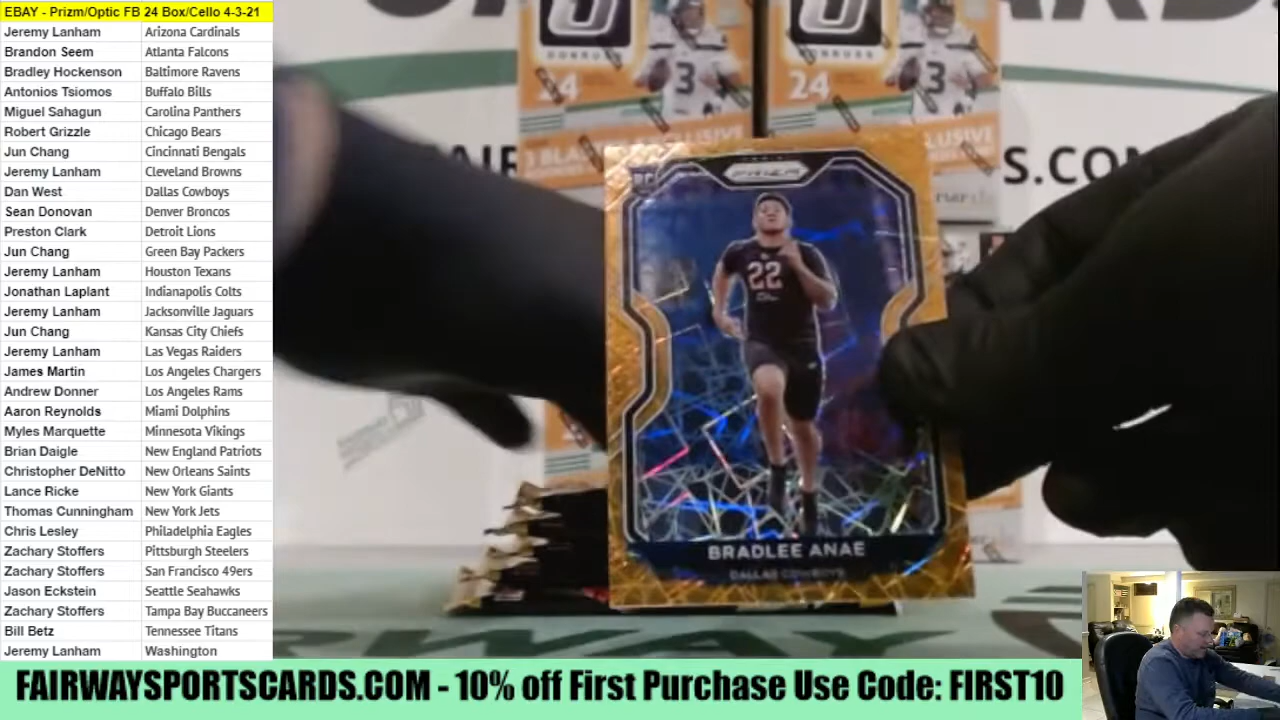 EBAY - Prizm/Optic FB 24 Box/Cello 4-3-21
Jeremy Lanham Arizona Cardinals
Brandon Seem Atlanta Falcons
Bradley Hockenson Baltimore Ravens
Antonios Tsiomos Buffalo Bills
Miguel Sahagun Carolina Panthers
Robert Grizzle Chicago Bears
Jun Chang Cincinnati Bengals
Jeremy Lanham Cleveland Browns
Dan West Dallas Cowboys
Sean Donovan Denver Broncos
Preston Clark Detroit Lions
Jun Chang Green Bay Packers
Jeremy Lanham Houston Texans
Jonathan Laplant Indianapolis Colts
Jeremy Lanham Jacksonville Jaguars
Jun Chang Kansas City Chiefs
Jeremy Lanham Las Vegas Raiders
James Martin Los Angeles Chargers
Andrew Donner Los Angeles Rams
Aaron Reynolds Miami Dolphins
Myles Marquette Minnesota Vikings
Brian Daigle New England Patriots
Christopher DeNitto New Orleans Saints
Lance Ricke New York Giants
Thomas Cunningham New York Jets
Chris Lesley Philadelphia Eagles
Zachary Stoffers Pittsburgh Steelers
Zachary Stoffers San Francisco 49ers
Jason Eckstein Seattle Seahawks
Zachary Stoffers Tampa Bay Buccaneers
Bill Betz Tennessee Titans
Jeremy Lanham Washington
DONRUSS
24
3
24
3
S.COM
PRIZM
22
BRADLEE ANAE
DALLAS COWBOYS
FAIRWAYSPORTSCARDS.COM - 10% off First Purchase Use Code: FIRST10